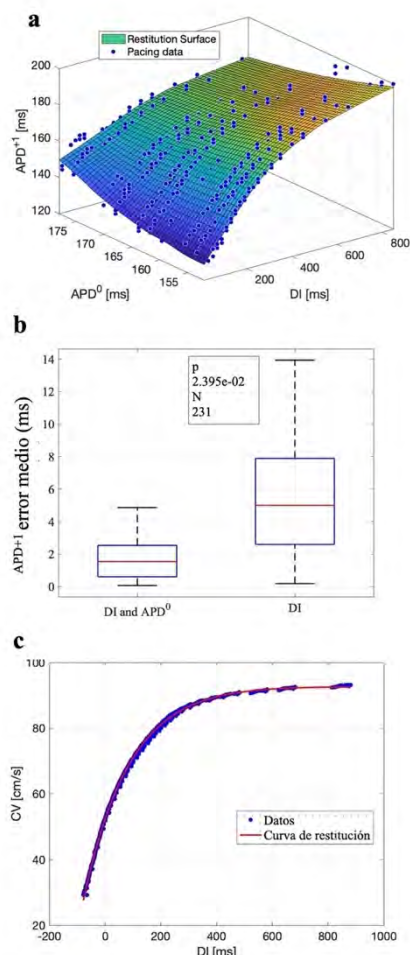 a
Restitution Surface
Pacing data
200
180
160
140
120
APD+1 [ms]
175
170
165
160
155
APD0 [ms]
200
400
600
800
DI [ms]
b
14
12
10
8
6
4
2
0
APD+1 error medio (ms)
p
2.395e-02
N
231
DI and APD0
DI
c
100
80
60
40
20
CV [cm/s]
Datos
Curva de restitución
-200
0
200
400
600
800
1000
DI [ms]